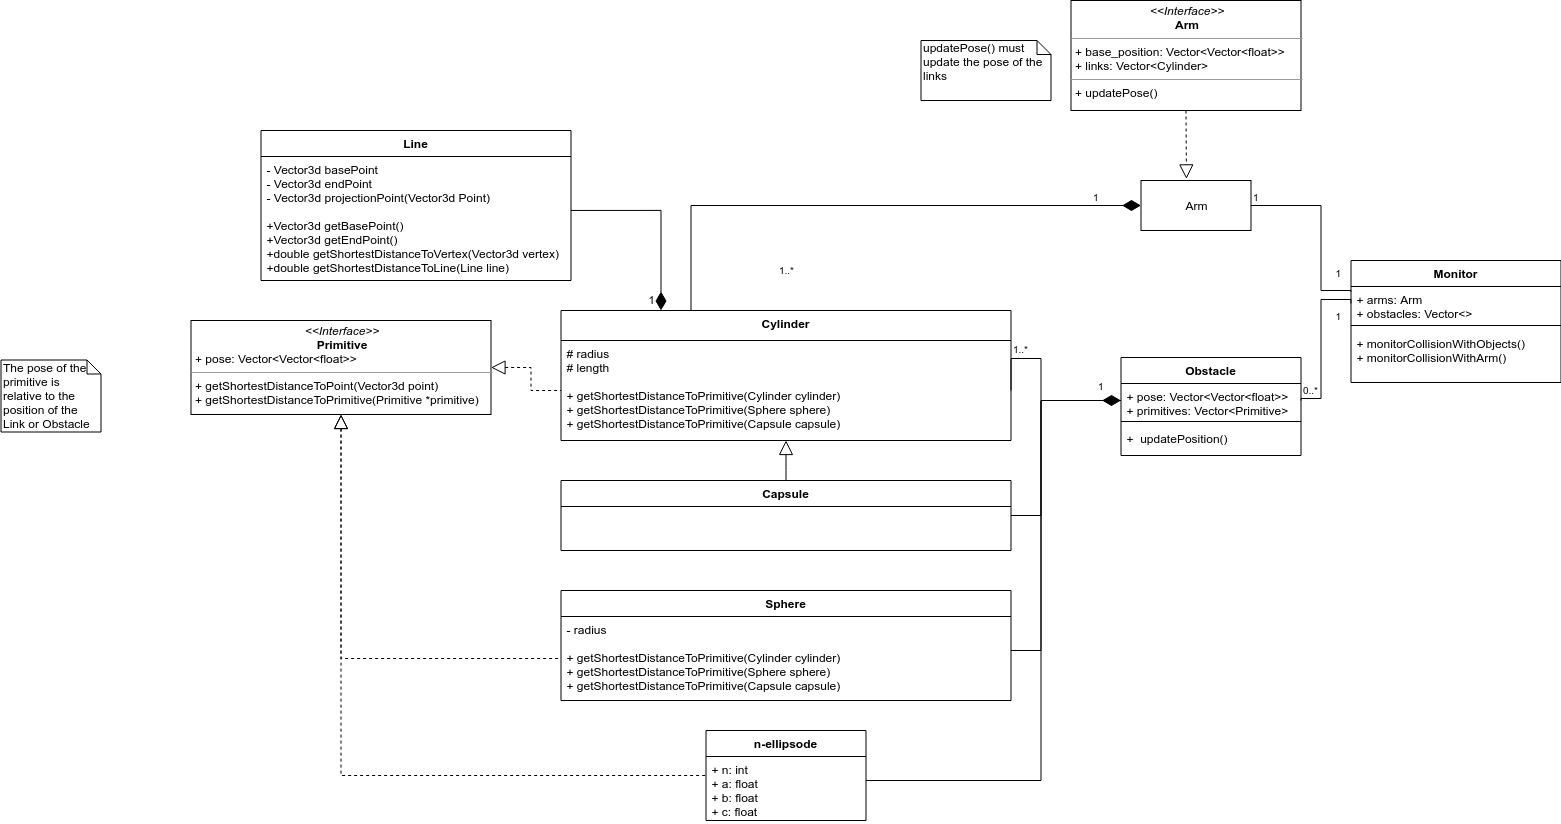 <<Interface>>
Arm
+ base_position: Vector<Vector<float>>
+ links: Vector<Cylinder>
+ updatePose()
updatePose() must
update the pose of the
links
Line
- Vector3d basePoint
- Vector3d endPoint
- Vector3d projectionPoint(Vector3d Point)
+Vector3d getBasePoint()
+Vector3d getEndPoint()
+double getShortestDistanceToVertex(Vector3d vertex)
+double getShortestDistanceToLine(Line line)
1
Arm
1
1..*
1
Monitor
+ arms: Arm
+ obstacles: Vector<>
+ monitorCollisionWithObjects()
+ monitorCollisionWithArm()
1
1
<<Interface>>
Primitive
+ pose: Vector<Vector<float>>
+ getShortestDistanceToPoint(Vector3d point)
+ getShortestDistanceToPrimitive(Primitive *primitive)
The pose of the
primitive is
relative to the
position of the
Link or Obstacle
Cylinder
# radius
# length
+ getShortestDistanceToPrimitive(Cylinder cylinder)
+ getShortestDistanceToPrimitive(Sphere sphere)
+ getShortestDistanceToPrimitive(Capsule capsule)
1..*
1
Obstacle
+ pose: Vector<Vector<float>>
+ primitives: Vector<Primitive>
+ updatePosition()
0..*
Capsule
Sphere
- radius
+ getShortestDistanceToPrimitive(Cylinder cylinder)
+ getShortestDistanceToPrimitive(Sphere sphere)
+ getShortestDistanceToPrimitive(Capsule capsule)
n-ellipsode
+ n: int
+ a: float
+ b: float
+ c: float